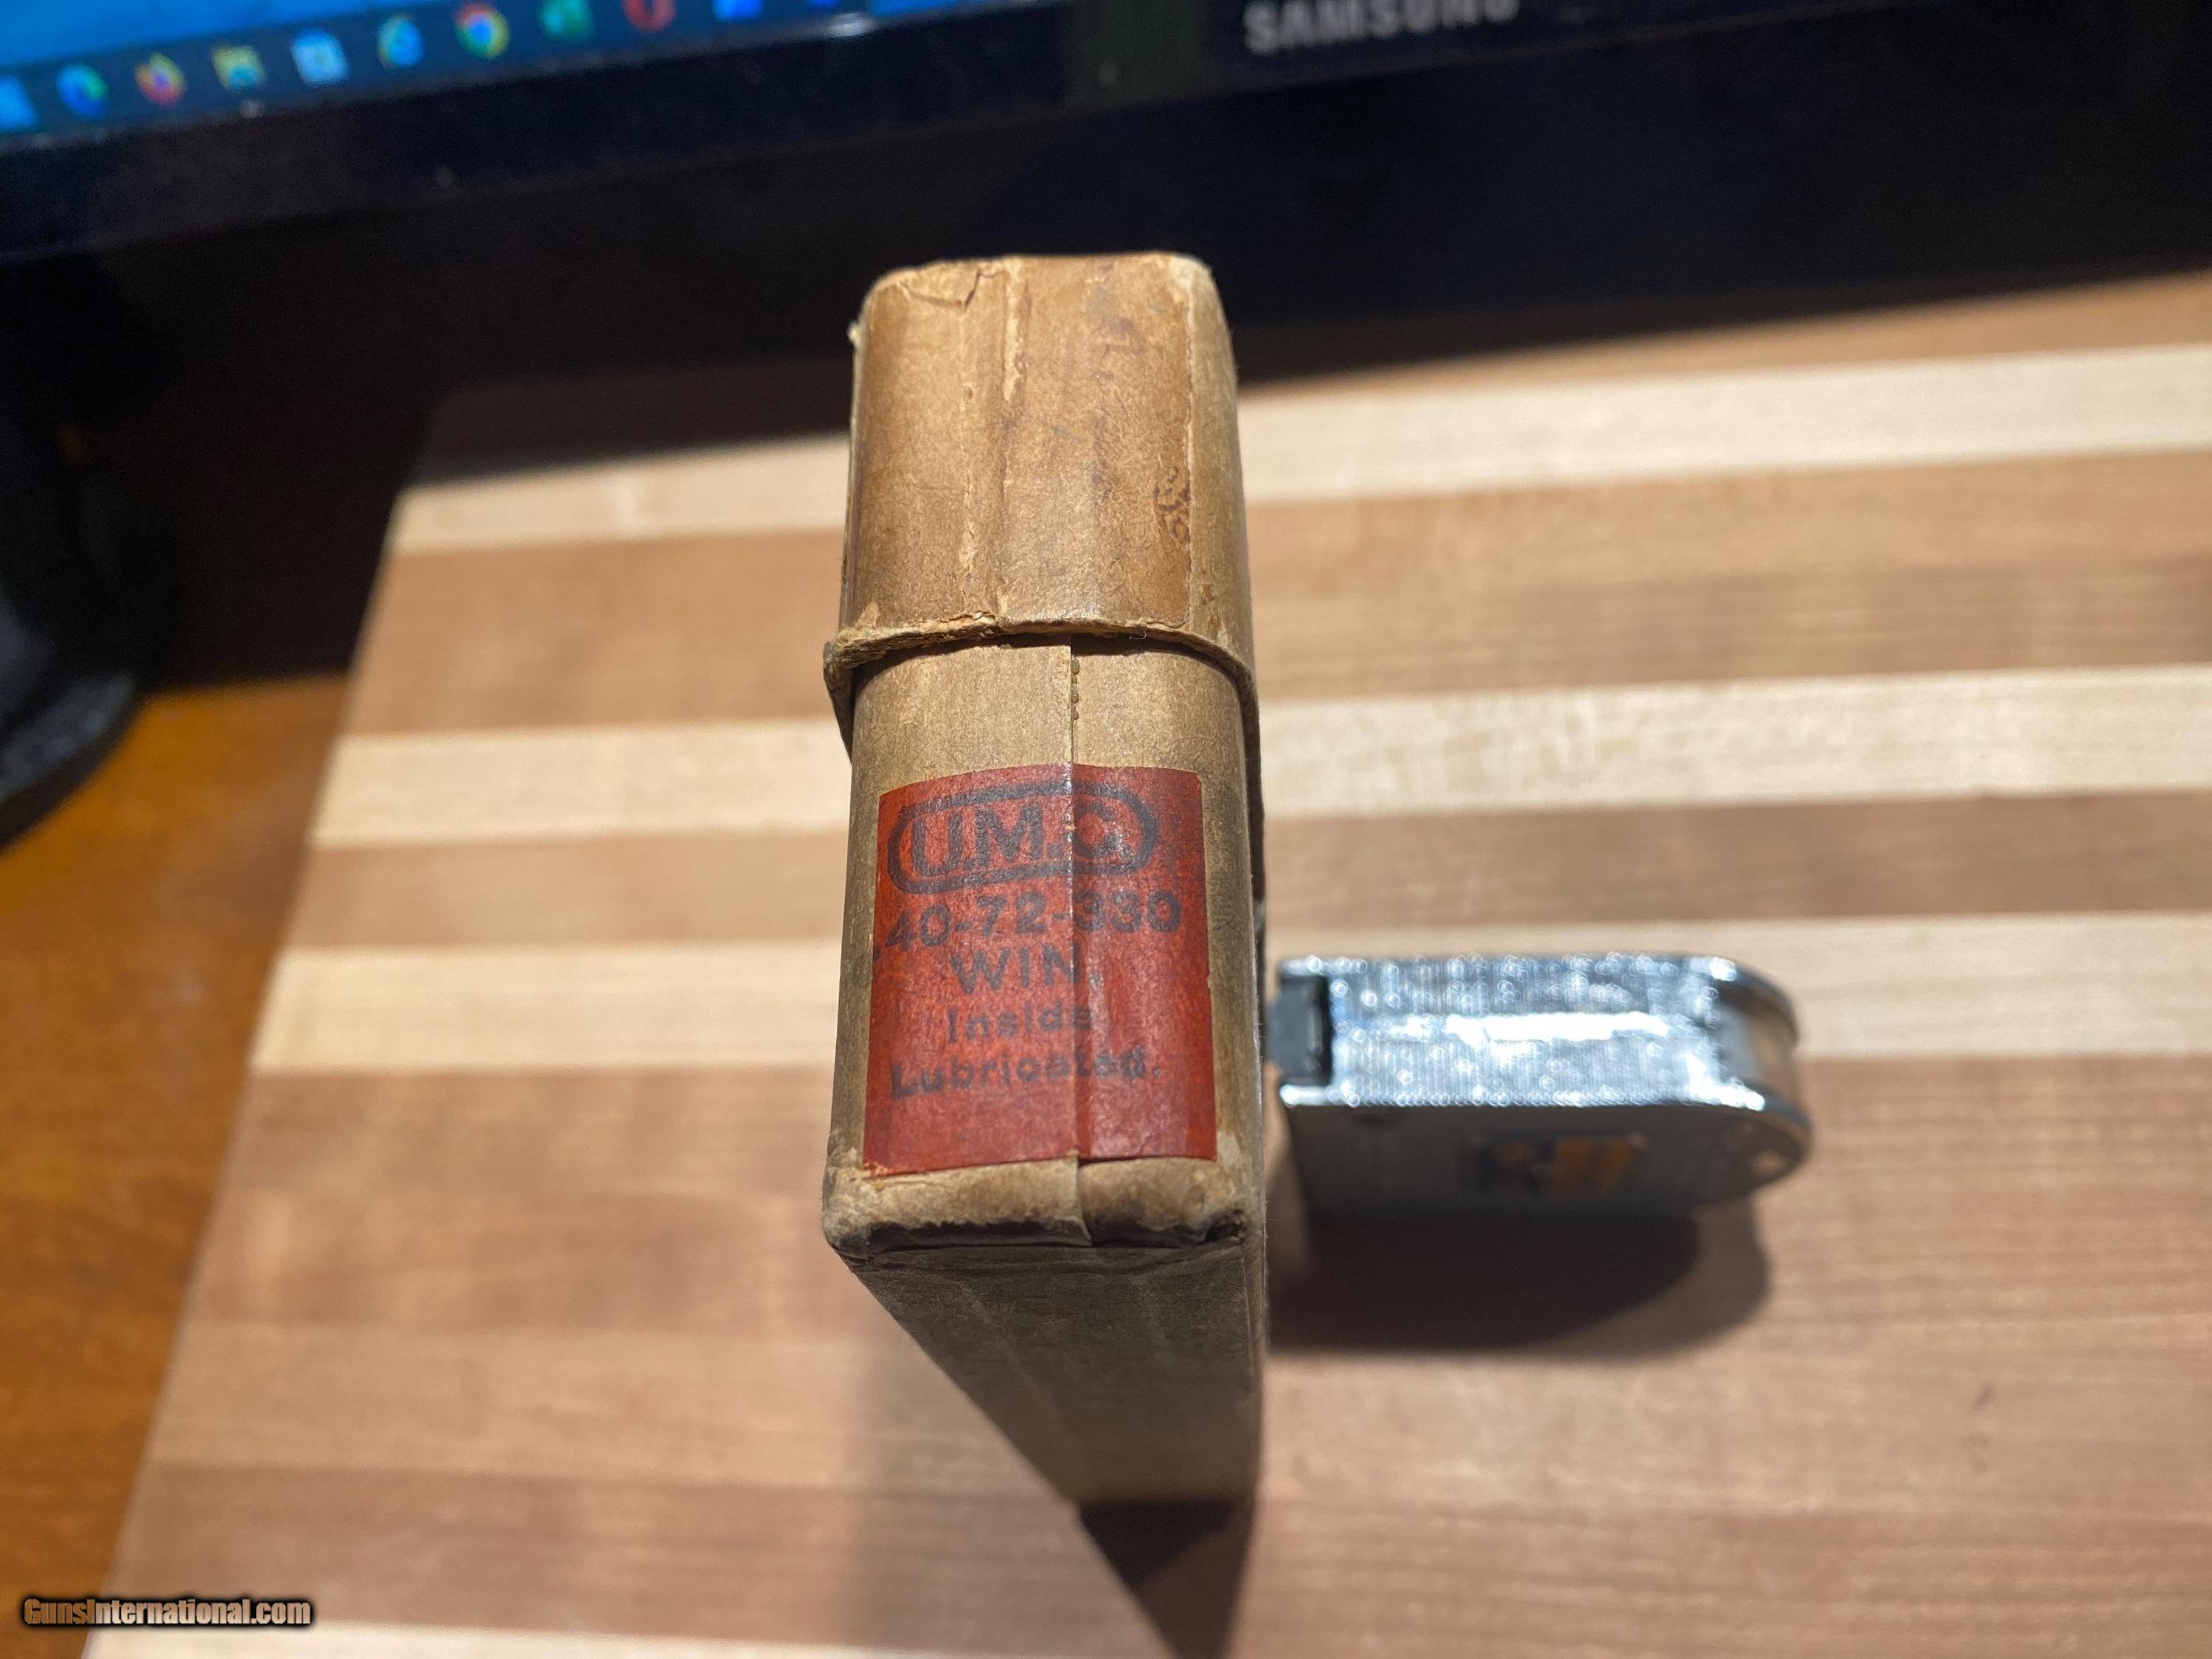 SAMSUNG
U.M.C.
.40-72-330
WIN.
Inside
Lubricated.
GunsInternational.com